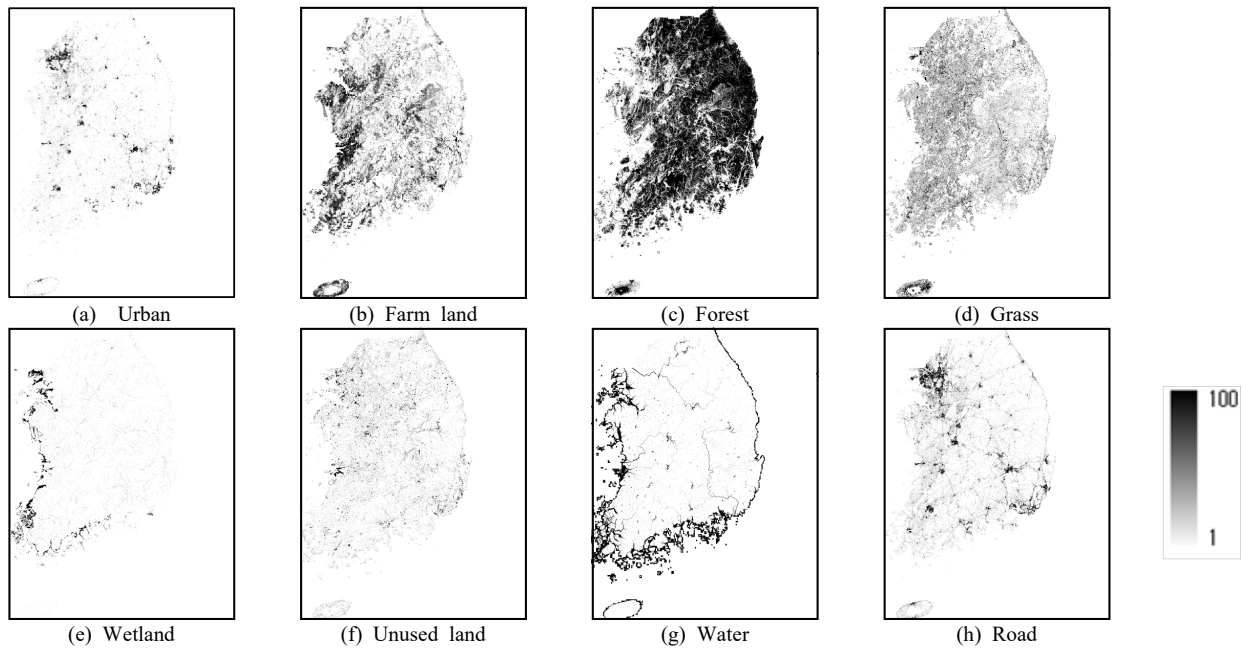 (a) Urban
(b) Farm land
(c) Forest
(d) Grass
(e) Wetland
(f) Unused land
(g) Water
(h) Road
100
1